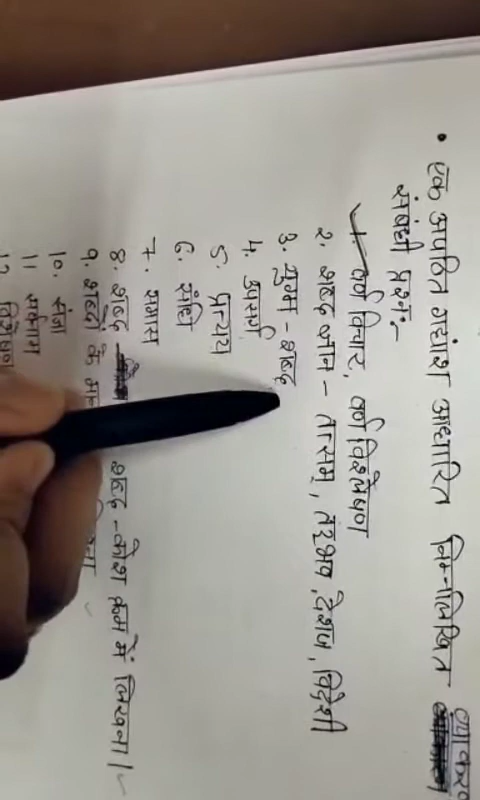 • एक अपठित गद्यांश आधारित निम्नलिखित व्याकरण
संबंधी प्रश्न:-
1. वर्ण विचार, वर्ण विश्लेषण
2. शब्द ज्ञान - तत्सम, तद्भव, देशज, विदेशी
3. युग्म - शब्द
4. उपसर्ग
5. प्रत्यय
6. संधि
7. समास
8. शब्द शब्द-कोश क्रम में लिखना।
9. शब्दों के
10. संज्ञा
11 सर्वनाम
12 विशेषण